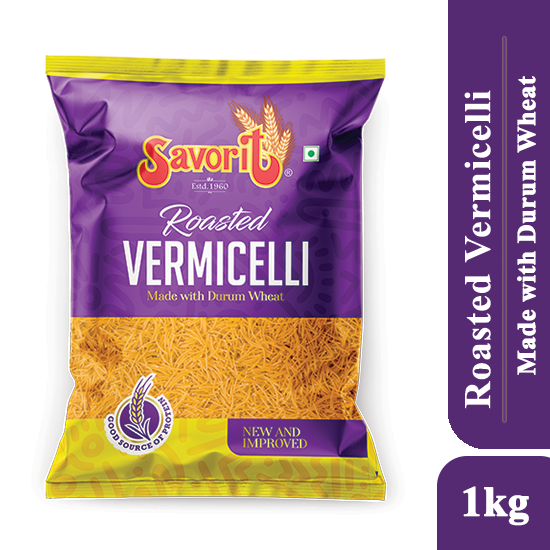 Savorit
®
Estd.1960
Roasted
VERMICELLI
Made with Durum Wheat
GOOD SOURCE OF PROTEIN
NEW AND
IMPROVED
Roasted Vermicelli
Made with Durum Wheat
1kg